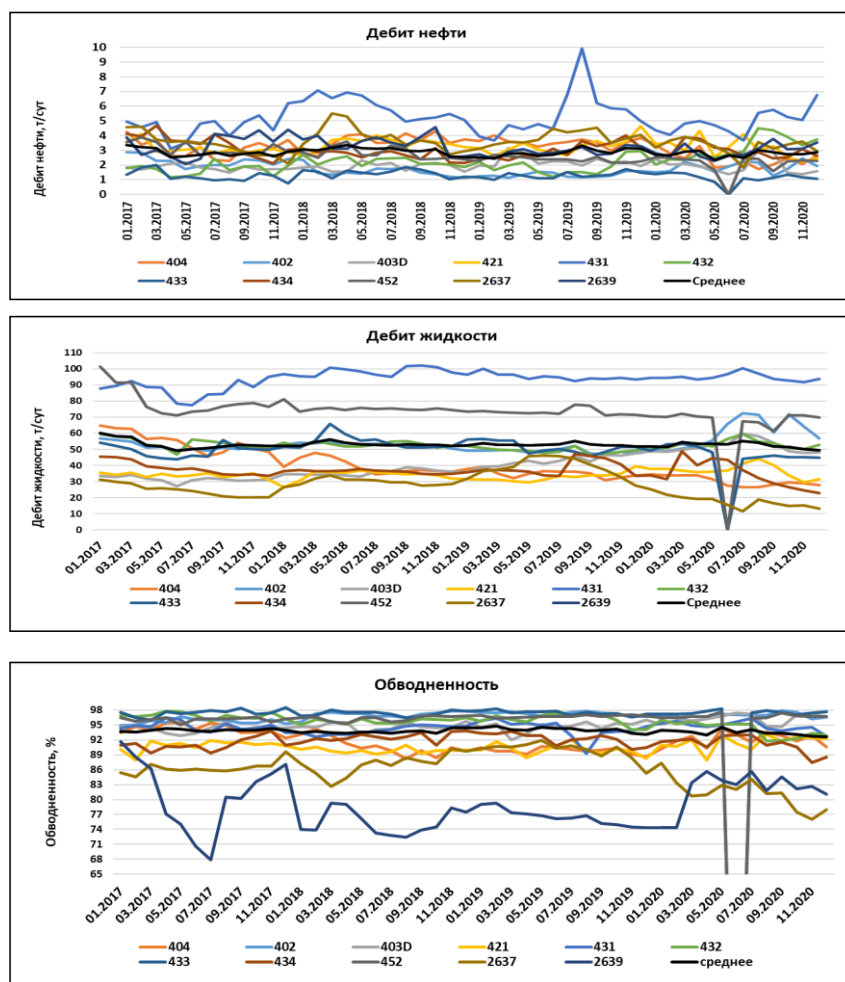 Дебит нефти
Дебит нефти, т/сут
10
9
8
7
6
5
4
3
2
1
0
01.2017 03.2017 05.2017 07.2017 09.2017 11.2017 01.2018 03.2018 05.2018 07.2018 09.2018 11.2018 01.2019 03.2019 05.2019 07.2019 09.2019 11.2019 01.2020 03.2020 05.2020 07.2020 09.2020 11.2020
404 402 403D 421 431 432
433 434 452 2637 2639 Среднее
Дебит жидкости
Дебит жидкости, т/сут
110
100
90
80
70
60
50
40
30
20
10
0
01.2017 03.2017 05.2017 07.2017 09.2017 11.2017 01.2018 03.2018 05.2018 07.2018 09.2018 11.2018 01.2019 03.2019 05.2019 07.2019 09.2019 11.2019 01.2020 03.2020 05.2020 07.2020 09.2020 11.2020
404 402 403D 421 431 432
433 434 452 2637 2639 Среднее
Обводненность
Обводненность, %
98
95
92
89
86
83
80
77
74
71
68
65
01.2017 03.2017 05.2017 07.2017 09.2017 11.2017 01.2018 03.2018 05.2018 07.2018 09.2018 11.2018 01.2019 03.2019 05.2019 07.2019 09.2019 11.2019 01.2020 03.2020 05.2020 07.2020 09.2020 11.2020
404 402 403D 421 431 432
433 434 452 2637 2639 среднее